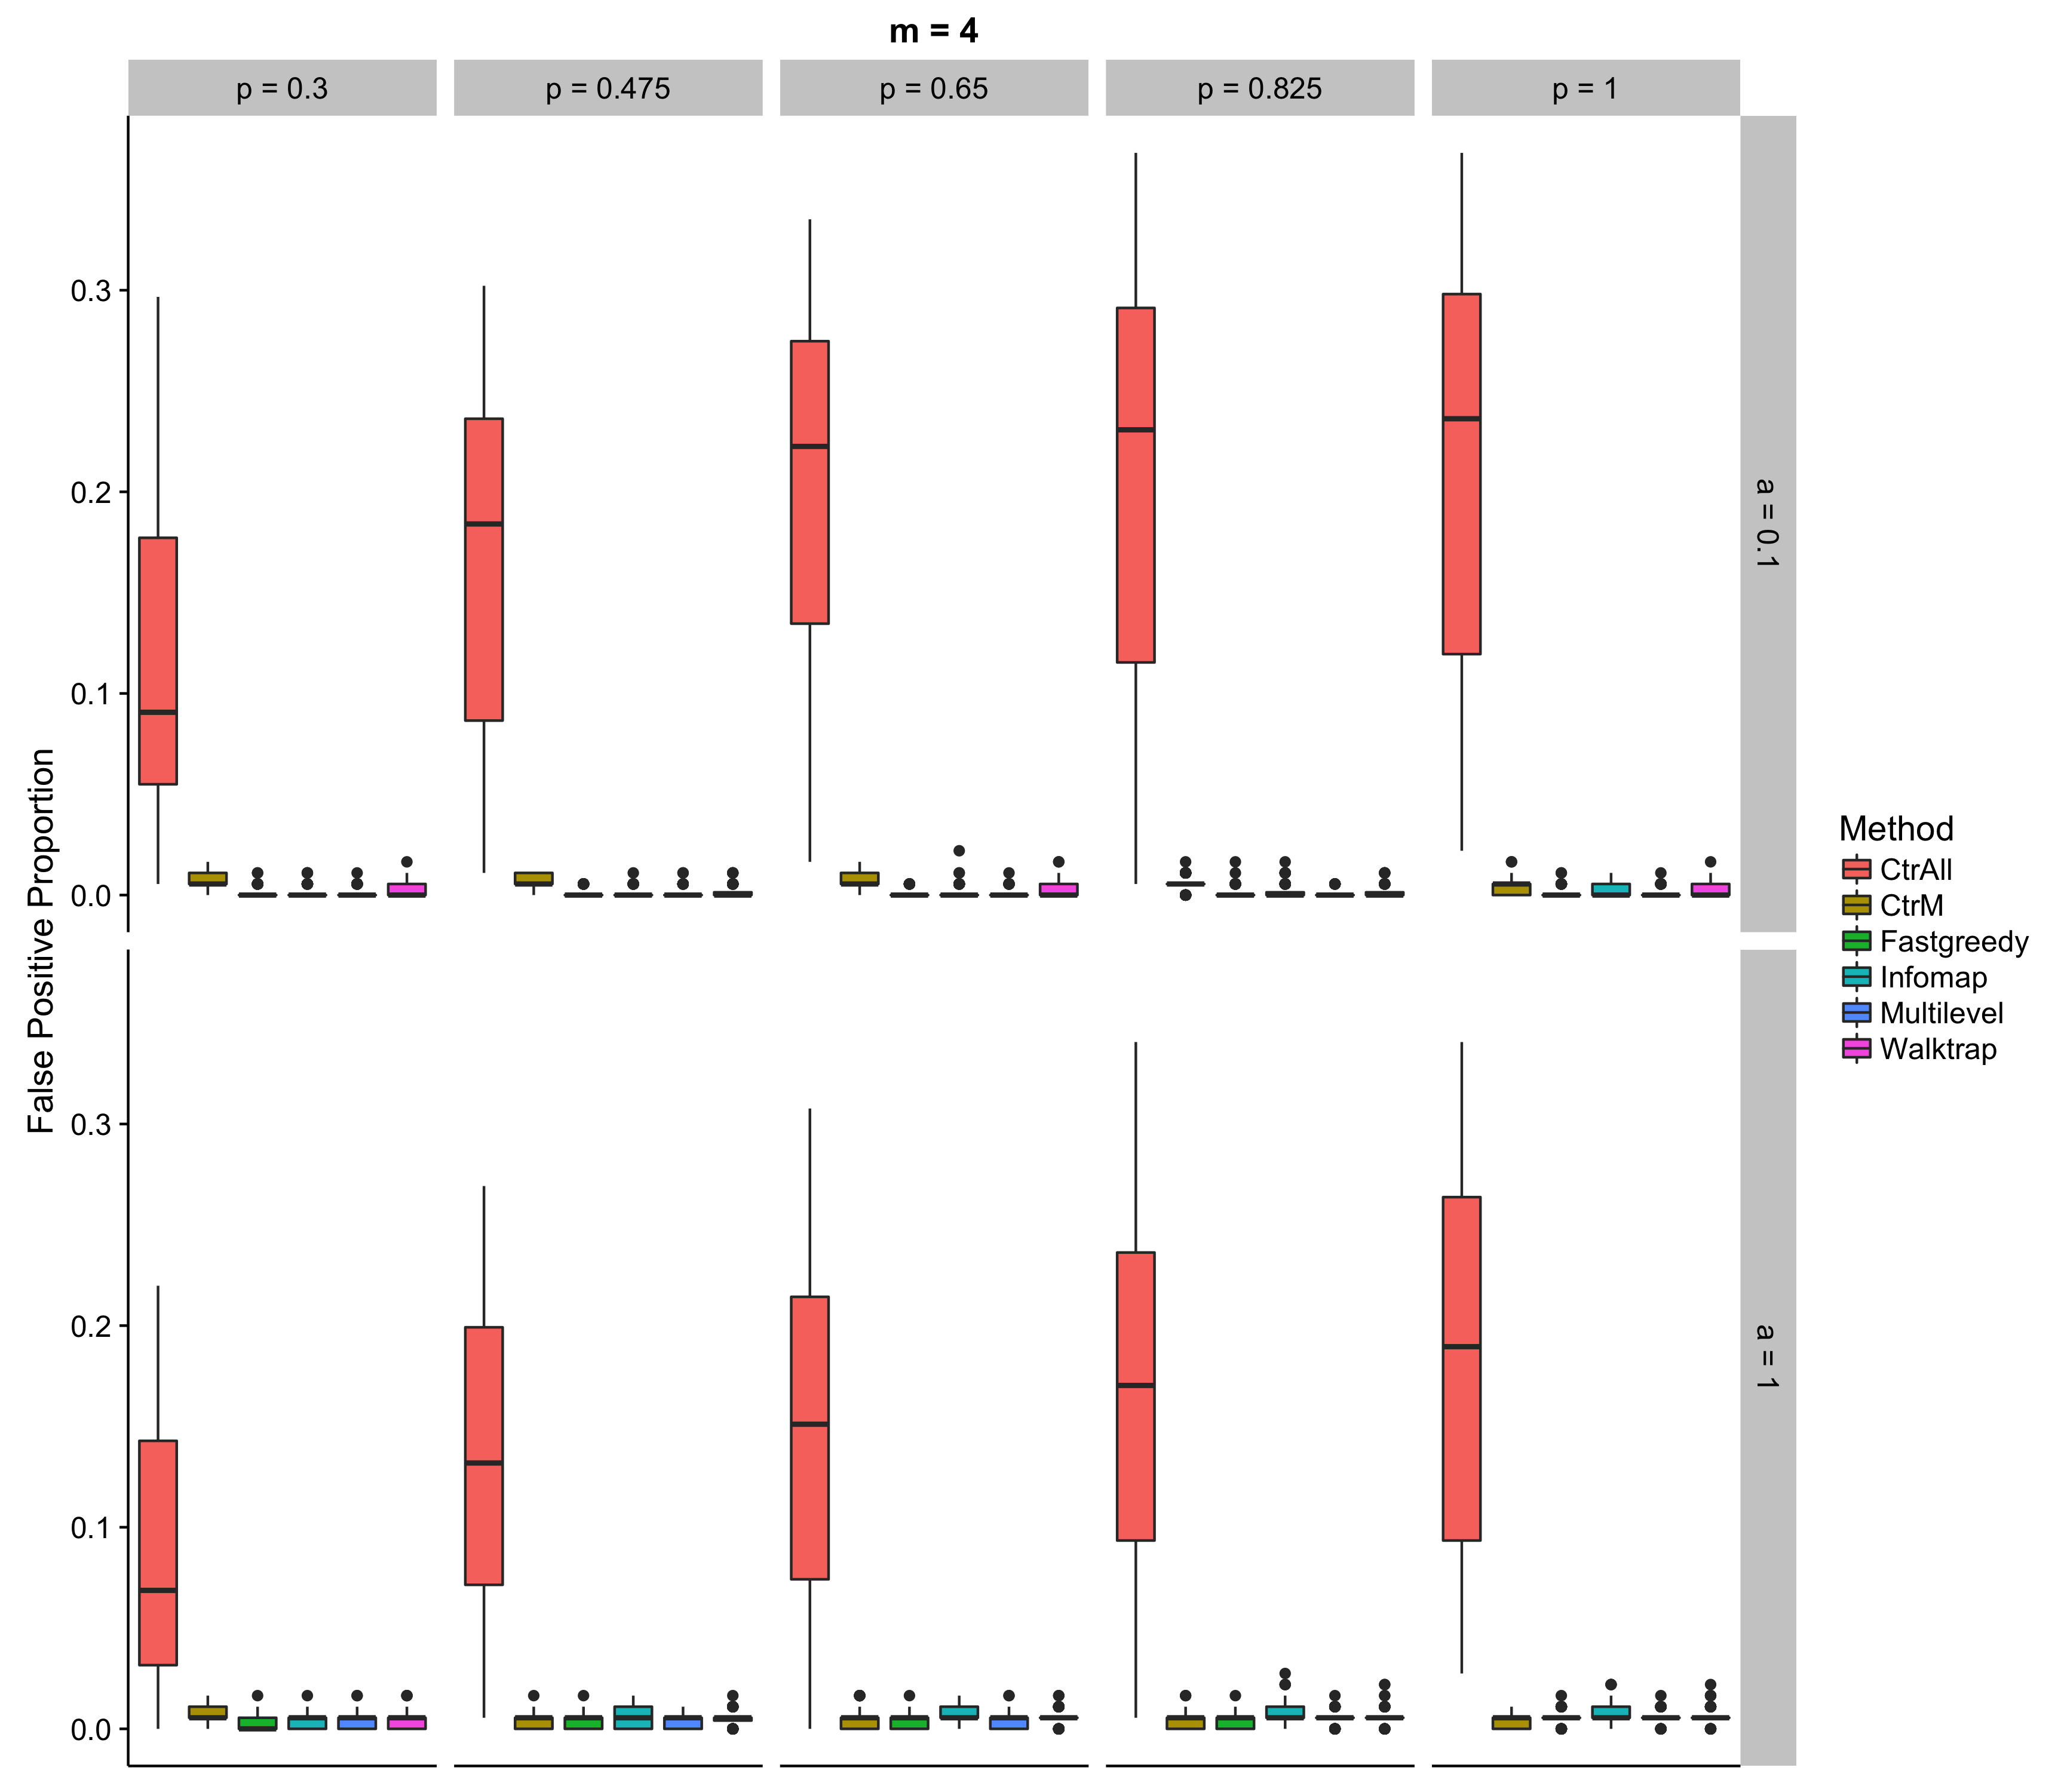 m = 4
p = 0.3
p = 0.475
p = 0.65
p = 0.825
p = 1
a = 0.1
0.3
0.2
0.1
0.0
a = 1
0.3
0.2
0.1
0.0
False Positive Proportion
Method
CtrAll
CtrM
Fastgreedy
Infomap
Multilevel
Walktrap